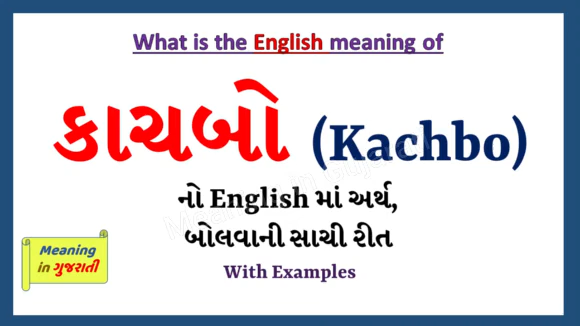 What is the English meaning of
કાચબો (Kachbo)
નો English માં અર્થ,
બોલવાની સાચી રીત
With Examples
Meaning
in ગુજરાતી